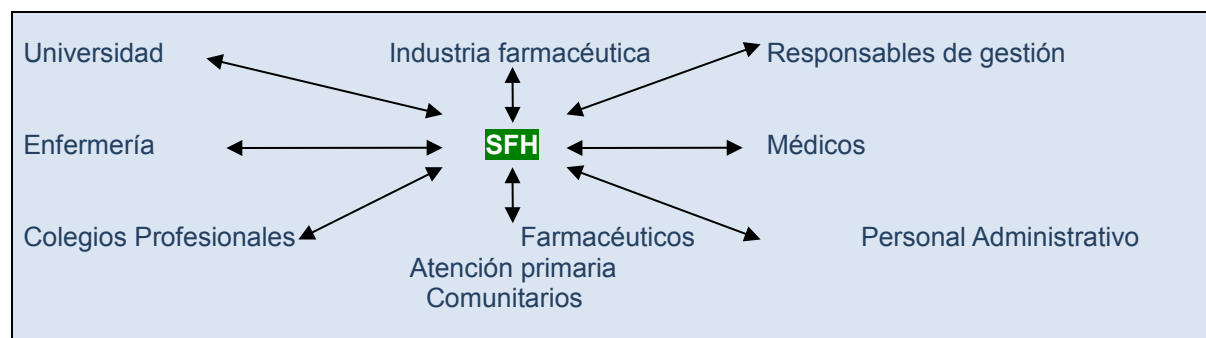 Universidad Industria farmacéutica Responsables de gestión
Enfermería SFH Médicos
Colegios Profesionales Farmacéuticos Personal Administrativo
Atención primaria
Comunitarios